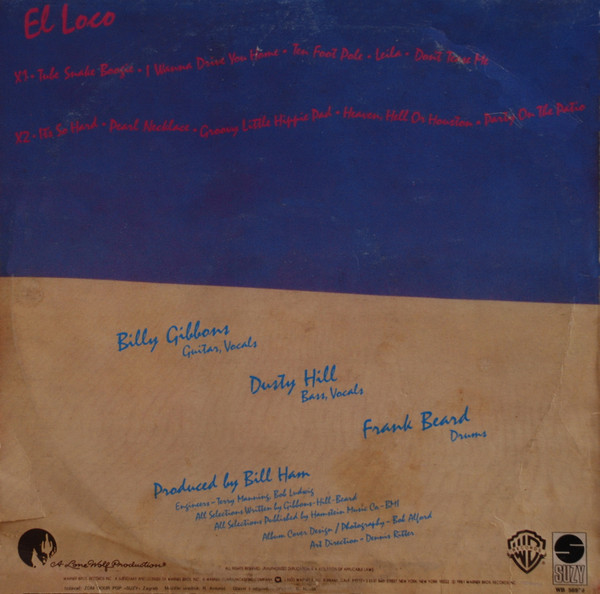 El Loco
X1 • Tube Snake Boogie • I Wanna Drive You Home • Ten Foot Pole • Leila • Don't Tease Me
X2 - It's So Hard • Pearl Necklace • Groovy Little Hippie Pad • Heaven, Hell Or Houston • Party On The Patio
Billy Gibbons
Guitar, Vocals
Dusty Hill
Bass, Vocals
Frank Beard
Drums
Produced by Bill Ham
Engineers - Terry Manning, Bob Ludwig
All Selections Written by Gibbons-Hill-Beard
All Selections Published by Hamstein Music Co-BMI
Album Cover Design / Photography - Bob Alford
Art Direction - Dennis Ritter
A Lone Wolf Production
SUZY
WB